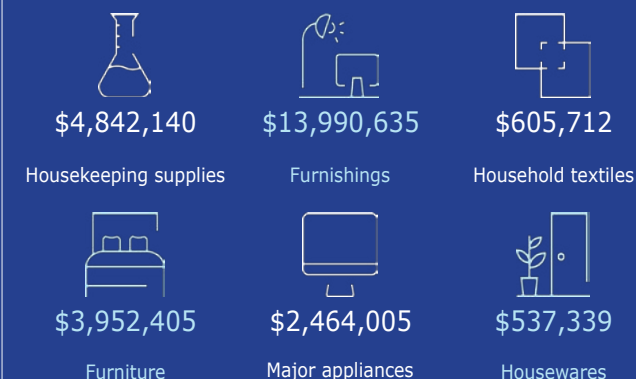 $4,842,140
$13,990,635
$605,712
Housekeeping supplies
Furnishings
Household textiles
$3,952,405
$2,464,005
$537,339
Furniture
Major appliances
Housewares